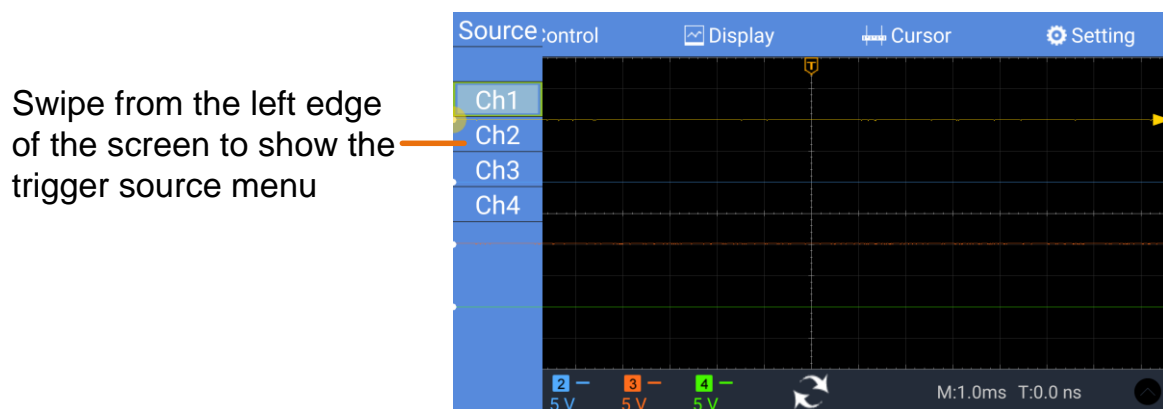 Swipe from the left edge
of the screen to show the
trigger source menu
Source ontrol Display Cursor Setting
T
Ch1
Ch2
Ch3
Ch4
2 3 4
5 V 5 V 5 V
M:1.0ms T:0.0 ns